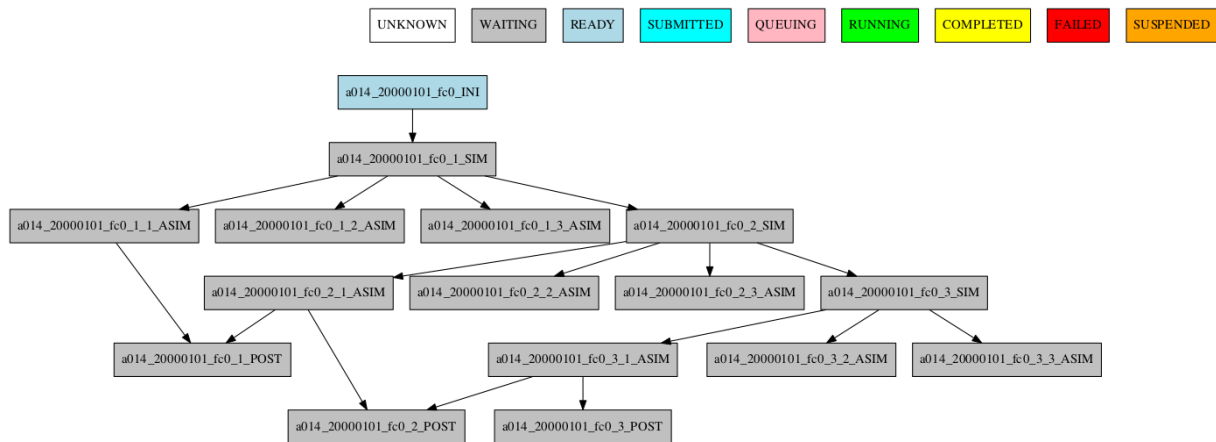 UNKNOWN WAITING READY SUBMITTED QUEUING RUNNING COMPLETED FAILED SUSPENDED
a014_20000101_fc0_INI
a014_20000101_fc0_1_SIM
a014_20000101_fc0_1_1_ASIM a014_20000101_fc0_1_2_ASIM a014_20000101_fc0_1_3_ASIM a014_20000101_fc0_2_SIM
a014_20000101_fc0_2_1_ASIM a014_20000101_fc0_2_2_ASIM a014_20000101_fc0_2_3_ASIM a014_20000101_fc0_3_SIM
a014_20000101_fc0_1_POST a014_20000101_fc0_3_1_ASIM a014_20000101_fc0_3_2_ASIM a014_20000101_fc0_3_3_ASIM
a014_20000101_fc0_2_POST a014_20000101_fc0_3_POST